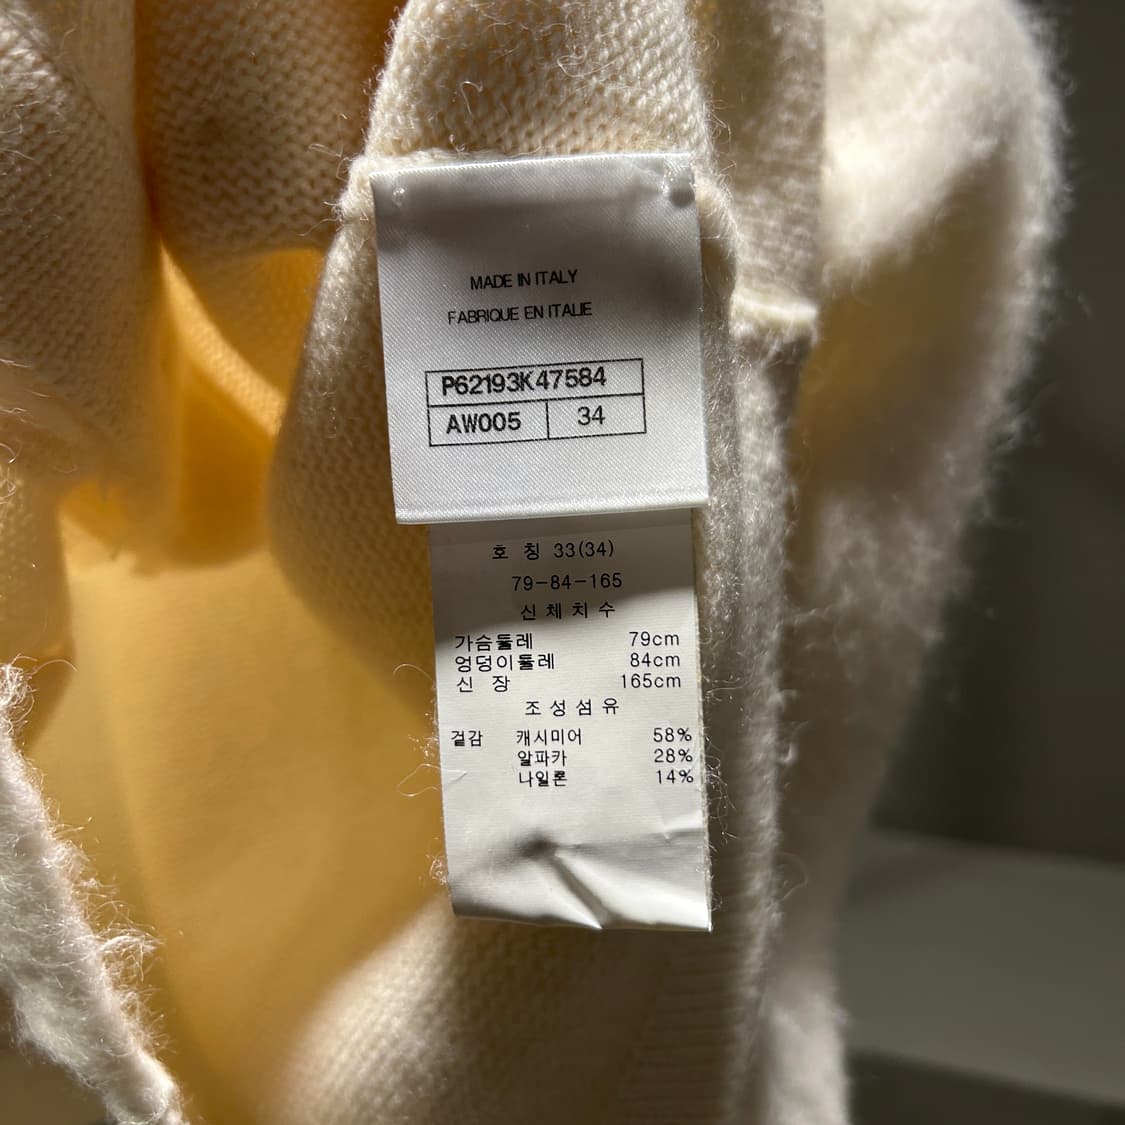 MADE IN ITALY
FABRIQUE EN ITALIE
P62193K47584
AW005 34
호 칭 33(34)
79-84-165
신 체 치 수
가슴둘레 79cm
엉덩이둘레 84cm
신 장 165cm
조 성 섬 유
겉감 캐시미어 58%
알파카 28%
나일론 14%